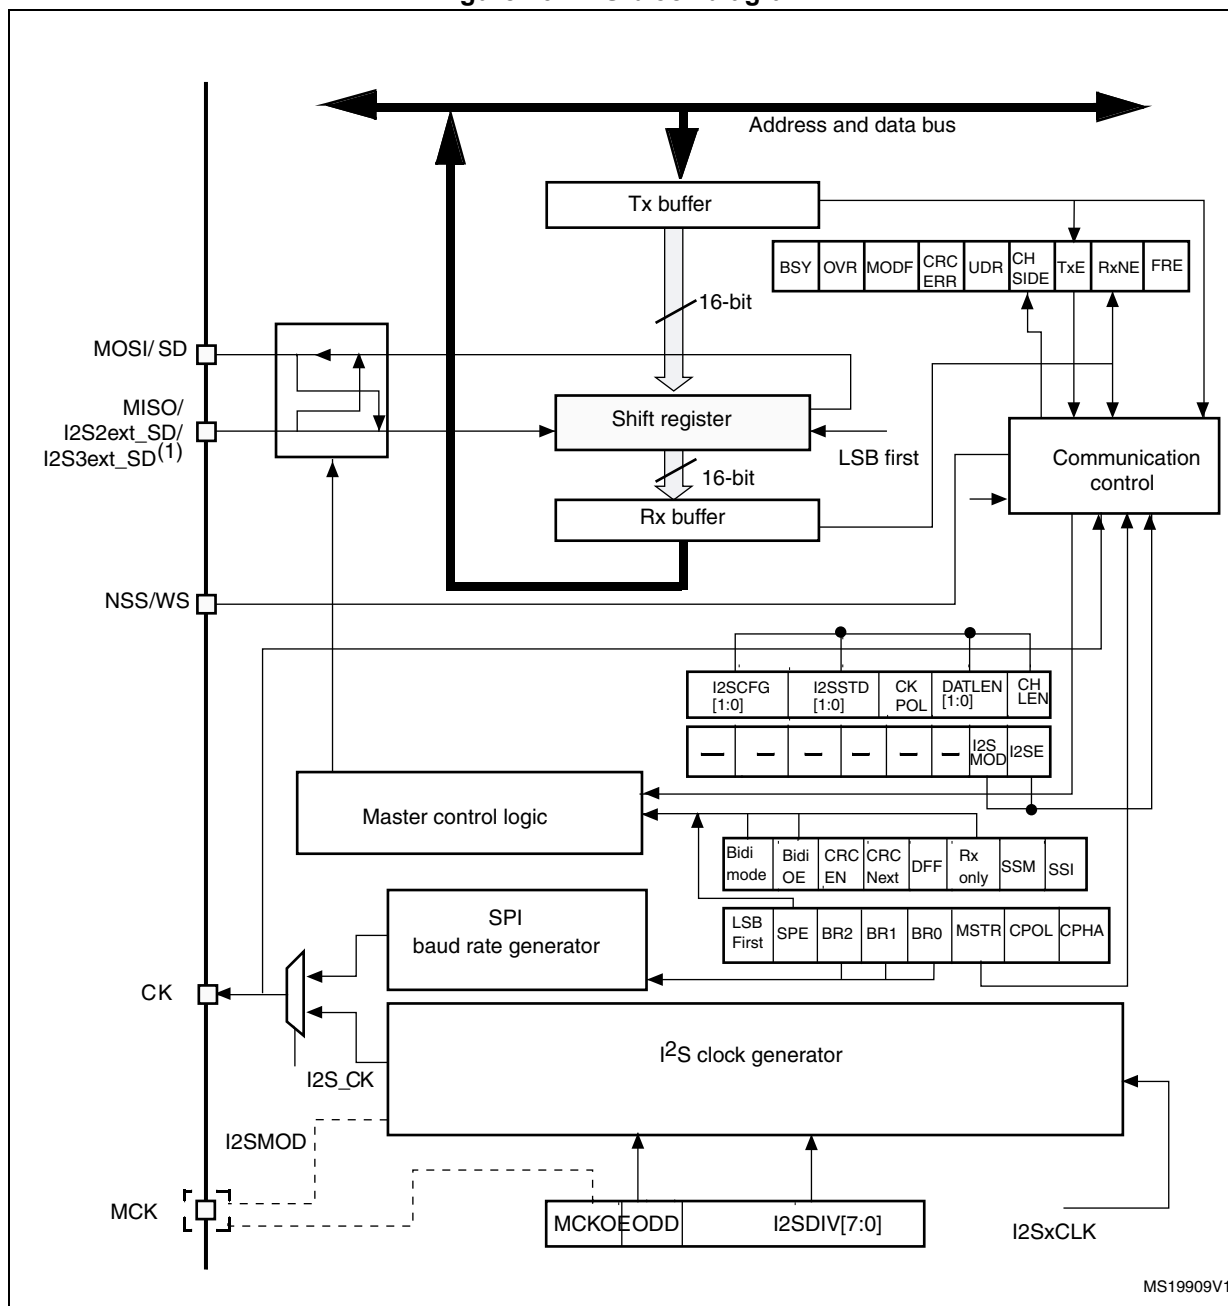 Address and data bus
Tx buffer
BSY OVR MODF CRC ERR UDR CH SIDE TxE RxNE FRE
16-bit
MOSI/ SD
MISO/
I2S2ext_SD/
I2S3ext_SD(1)
Shift register
LSB first
Communication
control
16-bit
Rx buffer
NSS/WS
I2SCFG [1:0] I2SSTD [1:0] CK POL DATLEN [1:0] CH LEN
I2S MOD I2SE
Master control logic
Bidi mode Bidi OE CRC EN CRC Next DFF Rx only SSM SSI
LSB First SPE BR2 BR1 BR0 MSTR CPOL CPHA
SPI
baud rate generator
CK
I2S clock generator
I2S_CK
I2SMOD
MCK
MCKOE ODD I2SDIV[7:0]
I2SxCLK
MS19909V1